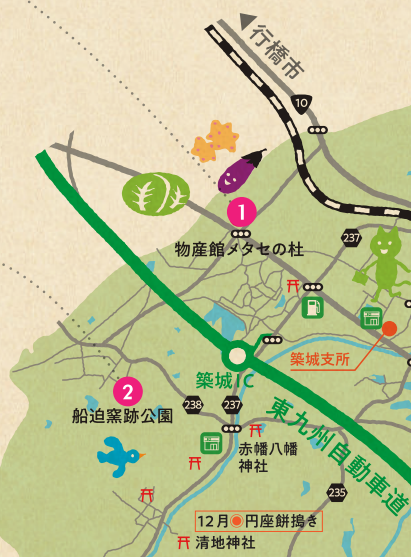 行橋市
10
1
物産館メタセの杜
237
築城支所
築城IC
2
船迫窯跡公園
238
237
東九州自動車道
赤幡八幡
神社
235
12月 円座餅搗き
清地神社